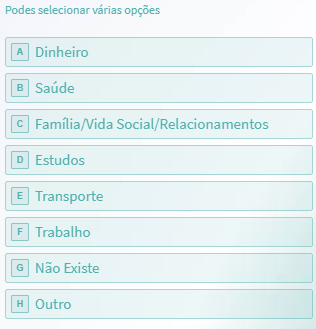 Podes selecionar várias opções
A Dinheiro
B Saúde
C Família/Vida Social/Relacionamentos
D Estudos
E Transporte
F Trabalho
G Não Existe
H Outro